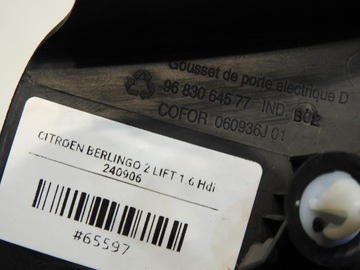 Gousset de porte electrique D
96 830 645 77 IND. B02
COFOR 060936J 01
CITROEN BERLINGO 2 LIFT 1.6 Hdi
240906
#65597